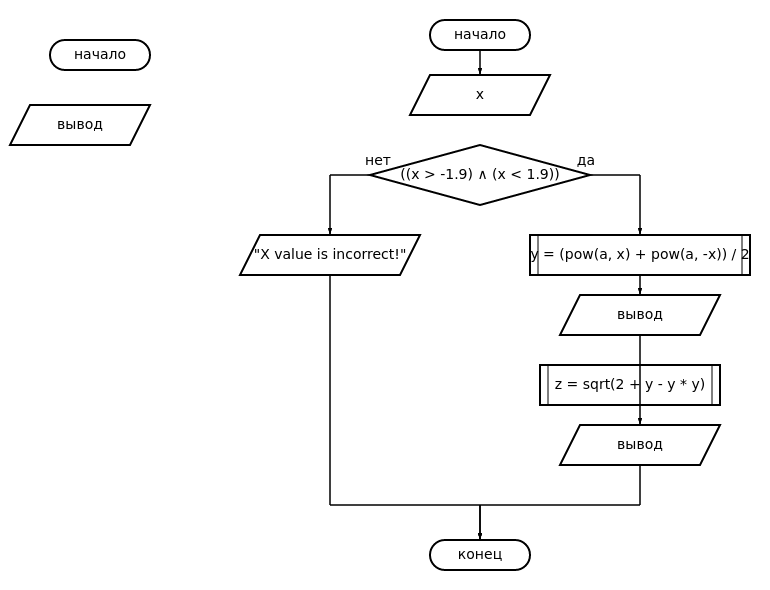 начало
вывод
начало
x
нет
да
((x > -1.9) ∧ (x < 1.9))
"X value is incorrect!"
y = (pow(a, x) + pow(a, -x)) / 2
вывод
z = sqrt(2 + y - y * y)
вывод
конец